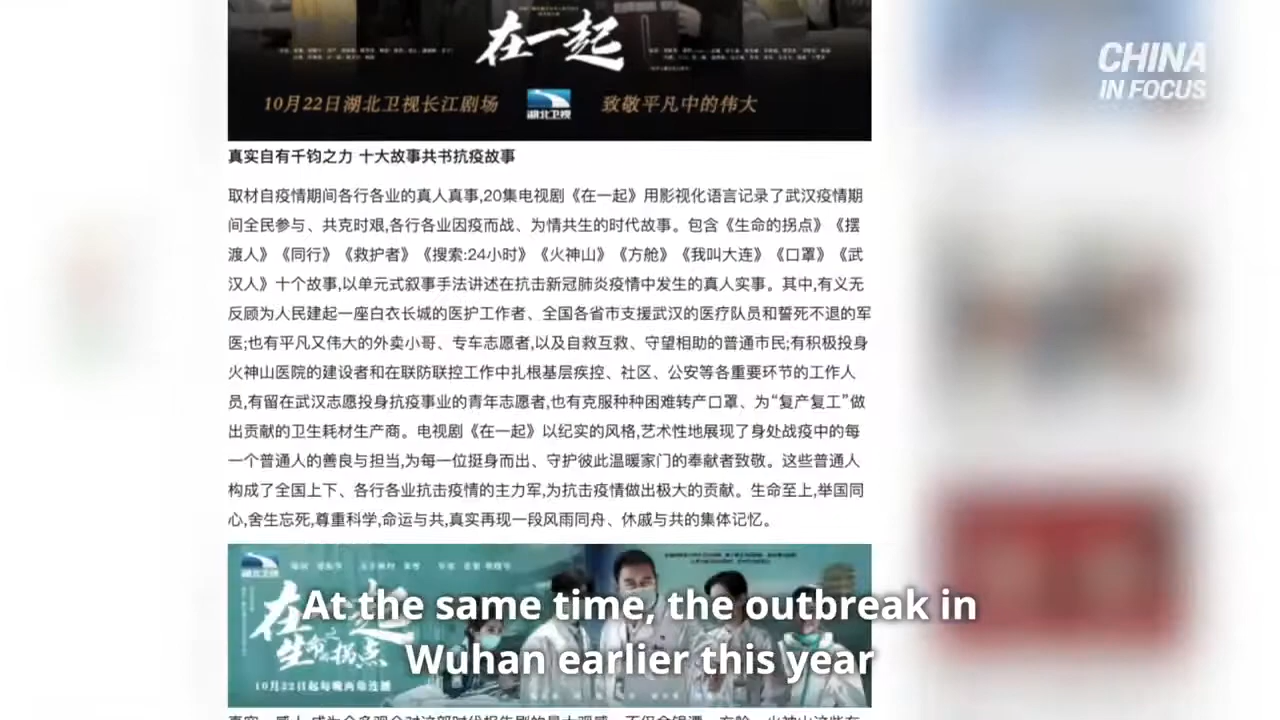 在一起
CHINA
IN FOCUS
10月22日湖北卫视长江剧场
湖北卫视
致敬平凡中的伟大
真实自有千钧之力 十大故事共书抗疫故事
取材自疫情期间各行各业的真人真事,20集电视剧《在一起》用影视化语言记录了武汉疫情期
间全民参与、共克时艰,各行各业因疫而战、为情共生的时代故事。包含《生命的拐点》《摆
渡人》《同行》《救护者》《搜索:24小时》《火神山》《方舱》《我叫大连》《口罩》《武
汉人》十个故事,以单元式叙事手法讲述在抗击新冠肺炎疫情中发生的真人实事。其中,有义无
反顾为人民建起一座白衣长城的医护工作者、全国各省市支援武汉的医疗队员和誓死不退的军
医;也有平凡又伟大的外卖小哥、专车志愿者,以及自救互救、守望相助的普通市民;有积极投身
火神山医院的建设者和在联防联控工作中扎根基层疾控、社区、公安等各重要环节的工作人
员,有留在武汉志愿投身抗疫事业的青年志愿者,也有克服种种困难转产口罩、为“复产复工”做
出贡献的卫生耗材生产商。电视剧《在一起》以纪实的风格,艺术性地展现了身处战疫中的每
一个普通人的善良与担当,为每一位挺身而出、守护彼此温暖家门的奉献者致敬。这些普通人
构成了全国上下、各行各业抗击疫情的主力军,为抗击疫情做出极大的贡献。生命至上,举国同
心,舍生忘死,尊重科学,命运与共,真实再现一段风雨同舟、休戚与共的集体记忆。
湖北卫视
在一起
生命的拐点
10月22日起每晚两集连播
At the same time, the outbreak in
Wuhan earlier this year